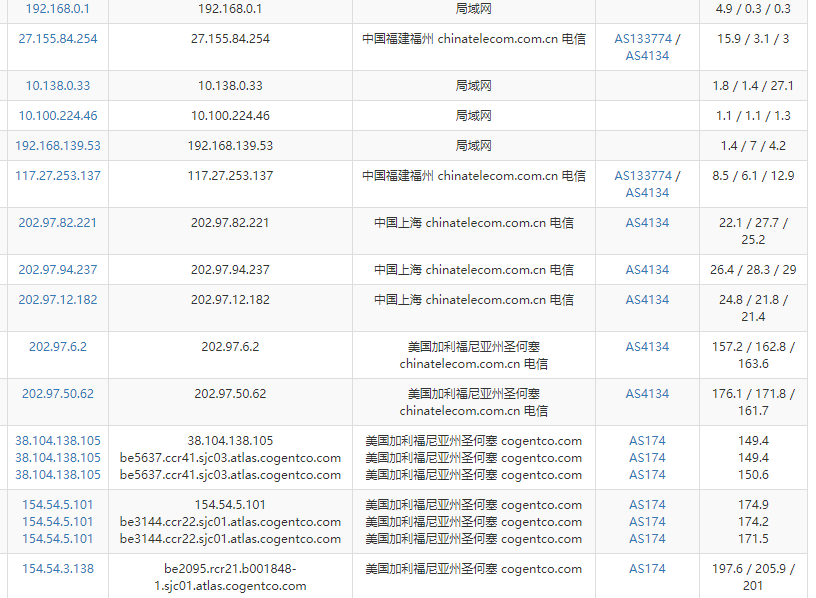 192.168.0.1 192.168.0.1 局域网 4.9 / 0.3 / 0.3
27.155.84.254 27.155.84.254 中国福建福州 chinatelecom.com.cn 电信 AS133774 / 15.9 / 3.1 / 3
AS4134
10.138.0.33 10.138.0.33 局域网 1.8 / 1.4 / 27.1
10.100.224.46 10.100.224.46 局域网 1.1 / 1.1 / 1.3
192.168.139.53 192.168.139.53 局域网 1.4 / 7 / 4.2
117.27.253.137 117.27.253.137 中国福建福州 chinatelecom.com.cn 电信 AS133774 / 8.5 / 6.1 / 12.9
AS4134
202.97.82.221 202.97.82.221 中国上海 chinatelecom.com.cn 电信 AS4134 22.1 / 27.7 /
25.2
202.97.94.237 202.97.94.237 中国上海 chinatelecom.com.cn 电信 AS4134 26.4 / 28.3 / 29
202.97.12.182 202.97.12.182 中国上海 chinatelecom.com.cn 电信 AS4134 24.8 / 21.8 /
21.4
202.97.6.2 202.97.6.2 美国加利福尼亚州圣何塞 AS4134 157.2 / 162.8 /
chinatelecom.com.cn 电信 163.6
202.97.50.62 202.97.50.62 美国加利福尼亚州圣何塞 AS4134 176.1 / 171.8 /
chinatelecom.com.cn 电信 161.7
38.104.138.105 38.104.138.105 美国加利福尼亚州圣何塞 cogentco.com AS174 149.4
38.104.138.105 be5637.ccr41.sjc03.atlas.cogentco.com 美国加利福尼亚州圣何塞 cogentco.com AS174 149.4
38.104.138.105 be5637.ccr41.sjc03.atlas.cogentco.com 美国加利福尼亚州圣何塞 cogentco.com AS174 150.6
154.54.5.101 154.54.5.101 美国加利福尼亚州圣何塞 cogentco.com AS174 174.9
154.54.5.101 be3144.ccr22.sjc01.atlas.cogentco.com 美国加利福尼亚州圣何塞 cogentco.com AS174 174.2
154.54.5.101 be3144.ccr22.sjc01.atlas.cogentco.com 美国加利福尼亚州圣何塞 cogentco.com AS174 171.5
154.54.3.138 be2095.rcr21.b001848- 美国加利福尼亚州圣何塞 cogentco.com AS174 197.6 / 205.9 /
1.sjc01.atlas.cogentco.com 201